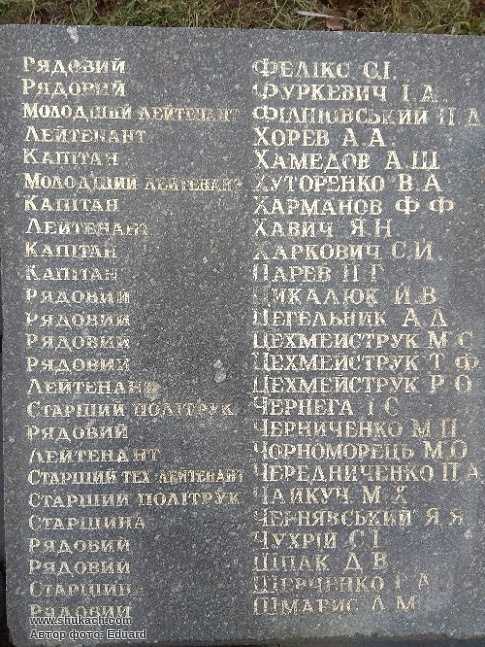 Рядовий Фелікс С.І.
Рядовий Фуркевич І.А.
Молодший лейтенант Філіпівський П.А
Лейтенант Хорев А.А.
Капітан Хамедов А.Ш
Молодший лейтенант Хуторенко В.А
Капітан Харманов Ф.Ф.
Лейтенант Хавич Я.Н
Капітан Харкович С.Й.
Капітан Царев П.Г.
Рядовий Цикалюк Й.В
Рядовий Цегельник А.Д.
Рядовий Цехмейструк М.С
Рядовий Цехмейструк Т.Ф
Лейтенант Цехмейструк Р.О
Старший політрук Чернега І.С
Рядовий Черниченко М.П
Лейтенант Чорноморець М.О
Старший тех-лейтенант Чередниченко П.А
Старший політрук Чайкуч М.Х
Старшина Чернявський Я.Я
Рядовий Чухрій С.І.
Рядовий Шпак Д.В.
Старшина Шерченко Г.А
Рядовий Шматис Л.М
www.shukach.com
Автор фото: Eduard